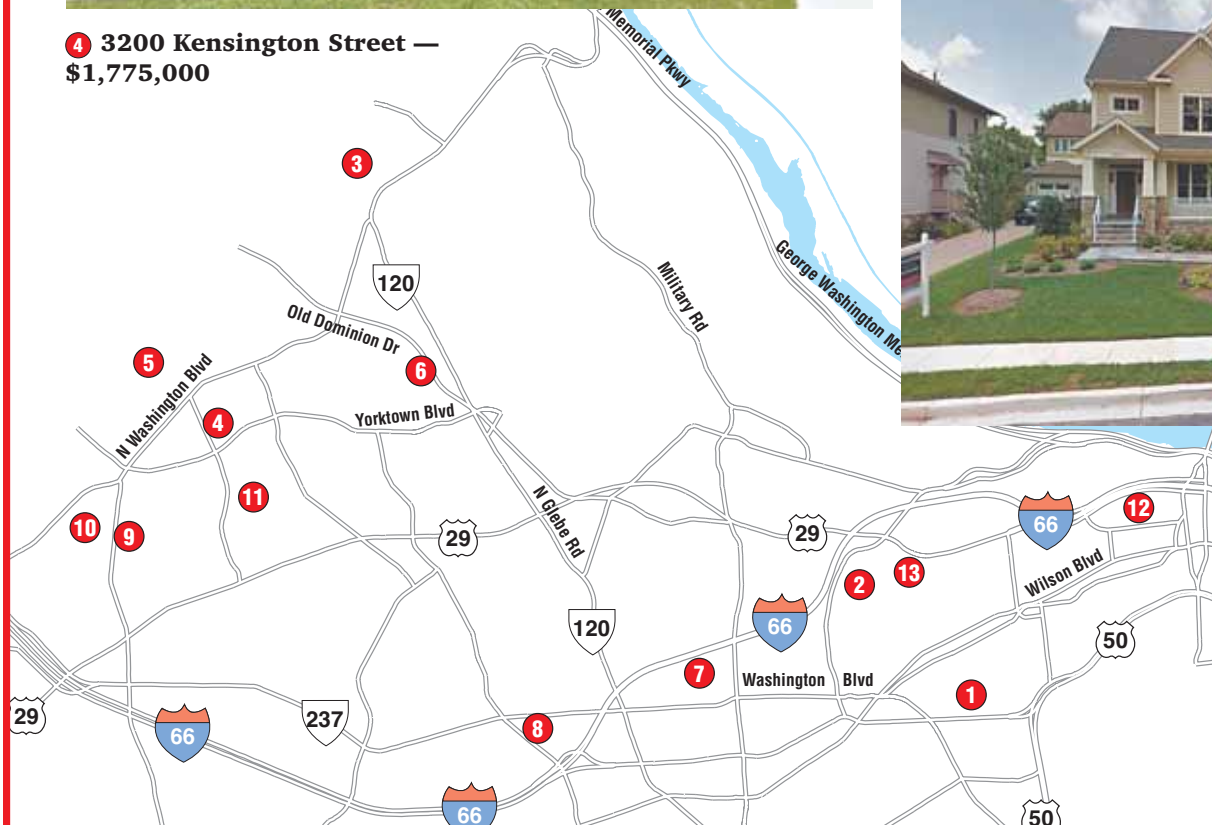 4 3200 Kensington Street —
$1,775,000
Memorial Pkwy
3
120
Military Rd
George Washington Me
Old Dominion Dr
5
6
N Washington Blvd
4
Yorktown Blvd
11
10
9
29
N Glebe Rd
29
66
12
2
13
Wilson Blvd
66
120
50
7
Washington Blvd
1
29
66
237
8
66
50